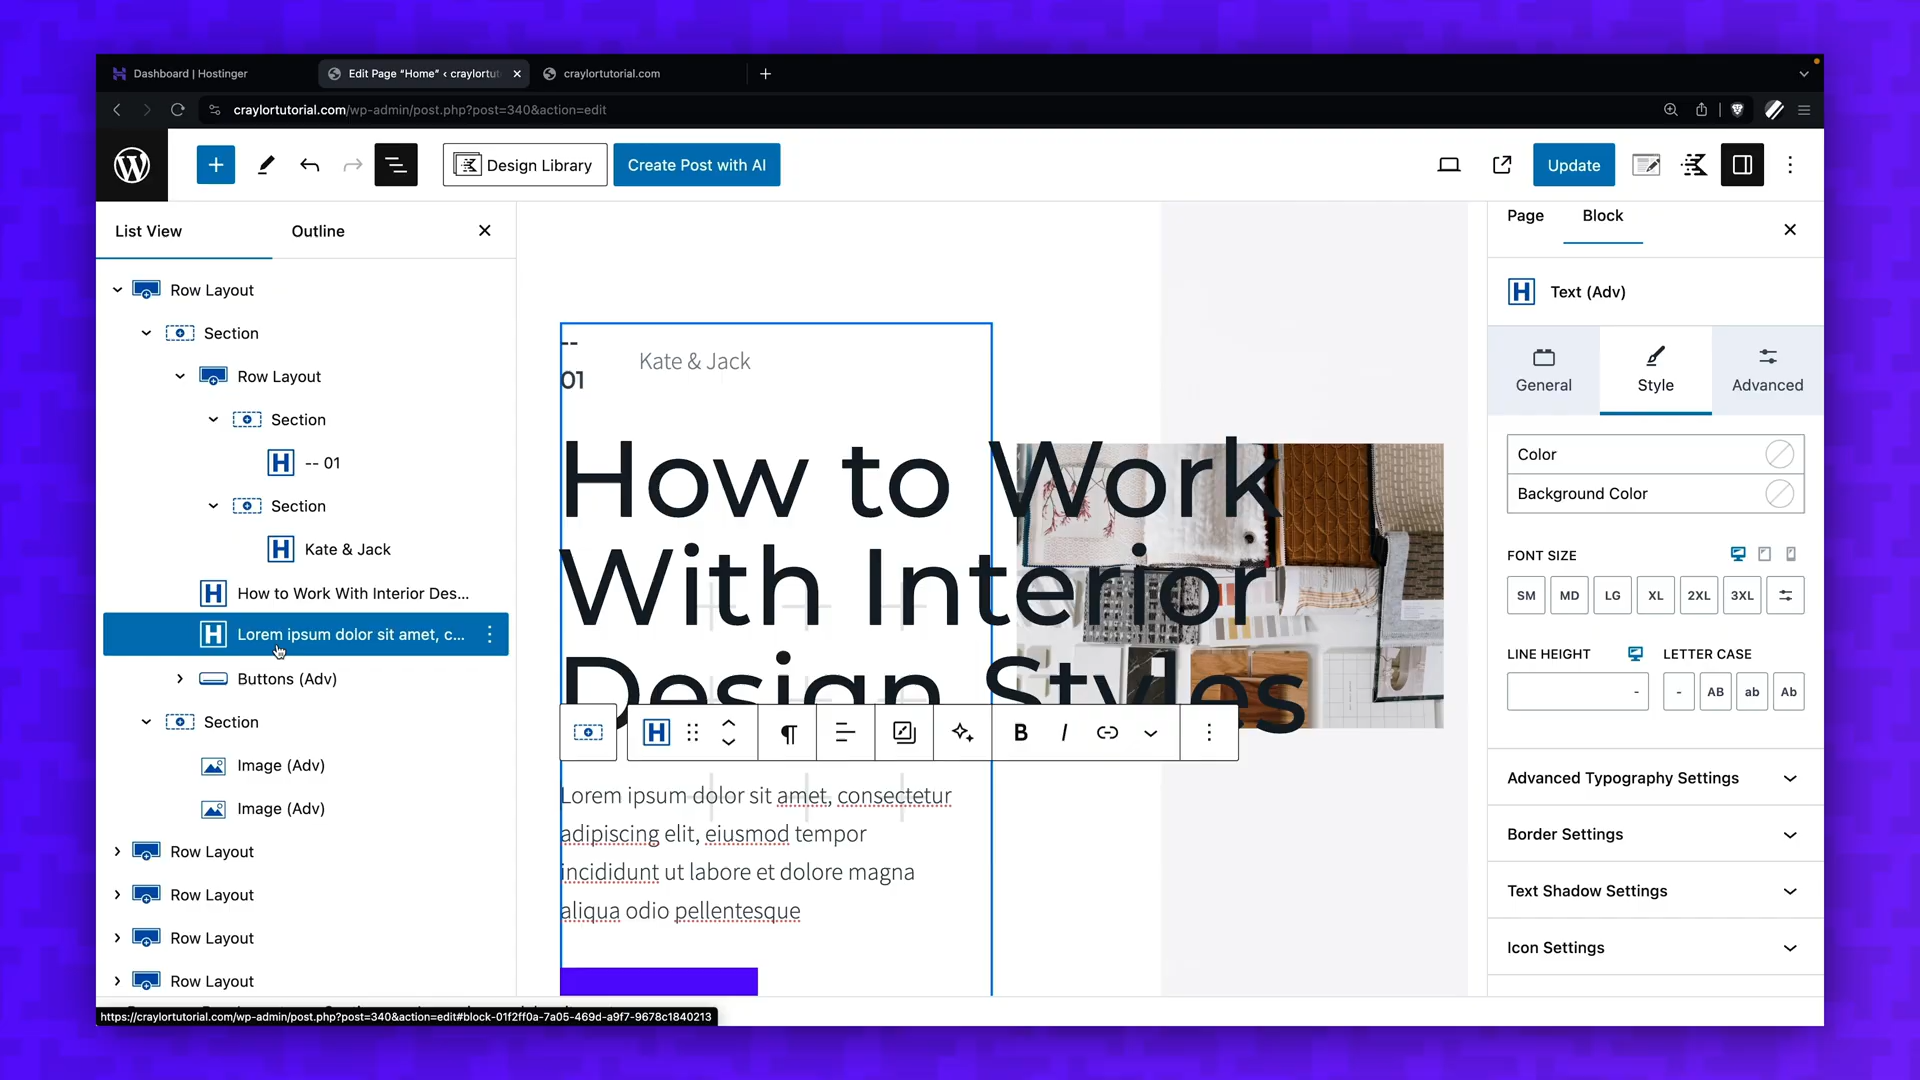 Dashboard | Hostinger
Edit Page “Home” ‹ craylortut
craylortutorial.com
craylortutorial.com/wp-admin/post.php?post=340&action=edit
Design Library
Create Post with AI
Update
List View
Outline
Row Layout
Section
Row Layout
Section
-- 01
Section
Kate & Jack
How to Work With Interior Des...
Lorem ipsum dolor sit amet, c...
Buttons (Adv)
Section
Image (Adv)
Image (Adv)
Row Layout
Row Layout
Row Layout
Row Layout
https://craylortutorial.com/wp-admin/post.php?post=340&action=edit#block-01f2ff0a-7a05-469d-a9f7-9678c1840213
--
01
Kate & Jack
How to Work
With Interior
Design Styles
B I
Lorem ipsum dolor sit amet, consectetur
adipiscing elit, eiusmod tempor
incididunt ut labore et dolore magna
aliqua odio pellentesque
Page
Block
Text (Adv)
General
Style
Advanced
Color
Background Color
FONT SIZE
SM MD LG XL 2XL 3XL
LINE HEIGHT
LETTER CASE
-
- AB ab Ab
Advanced Typography Settings
Border Settings
Text Shadow Settings
Icon Settings